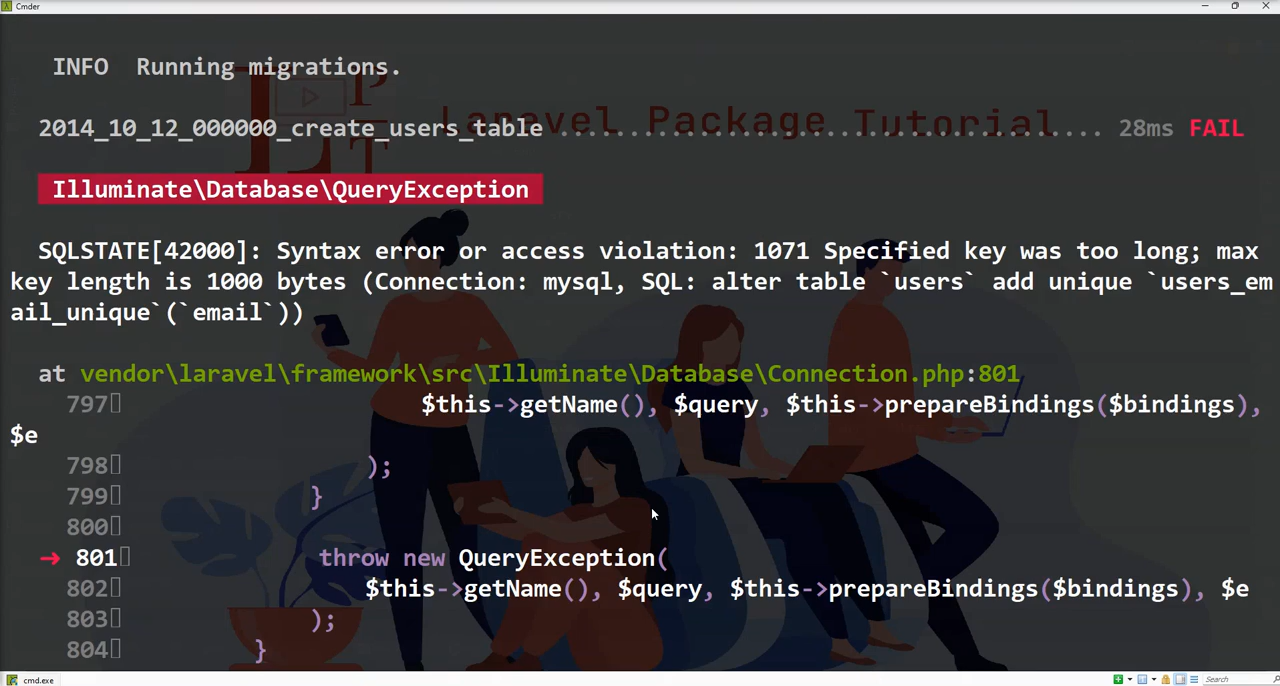 Cmder
INFO Running migrations.
L P T
Laravel Package Tutorial
2014_10_12_000000_create_users_table ....................................... 28ms FAIL
Illuminate\Database\QueryException
SQLSTATE[42000]: Syntax error or access violation: 1071 Specified key was too long; max
key length is 1000 bytes (Connection: mysql, SQL: alter table `users` add unique `users_em
ail_unique`(`email`))
at vendor\laravel\framework\src\Illuminate\Database\Connection.php:801
797▯ $this->getName(), $query, $this->prepareBindings($bindings),
$e
798▯ );
799▯ }
800▯
➜ 801▯ throw new QueryException(
802▯ $this->getName(), $query, $this->prepareBindings($bindings), $e
803▯ );
804▯ }
cmd.exe
Search